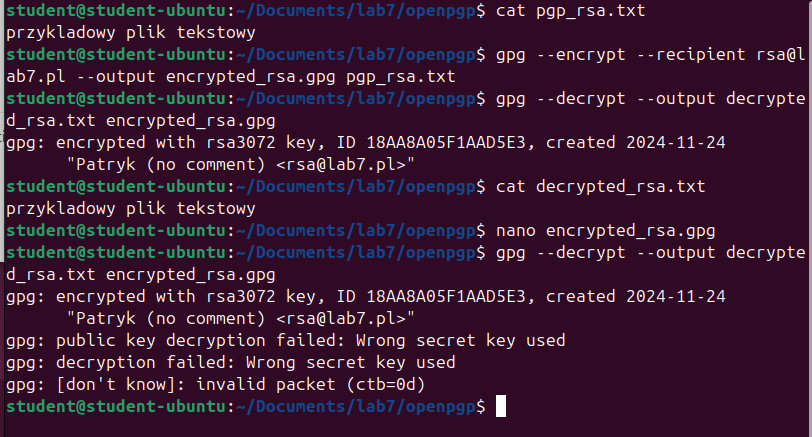 student@student-ubuntu:~/Documents/lab7/openpgp$ cat pgp_rsa.txt
przykladowy plik tekstowy
student@student-ubuntu:~/Documents/lab7/openpgp$ gpg --encrypt --recipient rsa@l
ab7.pl --output encrypted_rsa.gpg pgp_rsa.txt
student@student-ubuntu:~/Documents/lab7/openpgp$ gpg --decrypt --output decrypte
d_rsa.txt encrypted_rsa.gpg
gpg: encrypted with rsa3072 key, ID 18AA8A05F1AAD5E3, created 2024-11-24
      "Patryk (no comment) <rsa@lab7.pl>"
student@student-ubuntu:~/Documents/lab7/openpgp$ cat decrypted_rsa.txt
przykladowy plik tekstowy
student@student-ubuntu:~/Documents/lab7/openpgp$ nano encrypted_rsa.gpg
student@student-ubuntu:~/Documents/lab7/openpgp$ gpg --decrypt --output decrypte
d_rsa.txt encrypted_rsa.gpg
gpg: encrypted with rsa3072 key, ID 18AA8A05F1AAD5E3, created 2024-11-24
      "Patryk (no comment) <rsa@lab7.pl>"
gpg: public key decryption failed: Wrong secret key used
gpg: decryption failed: Wrong secret key used
gpg: [don't know]: invalid packet (ctb=0d)
student@student-ubuntu:~/Documents/lab7/openpgp$